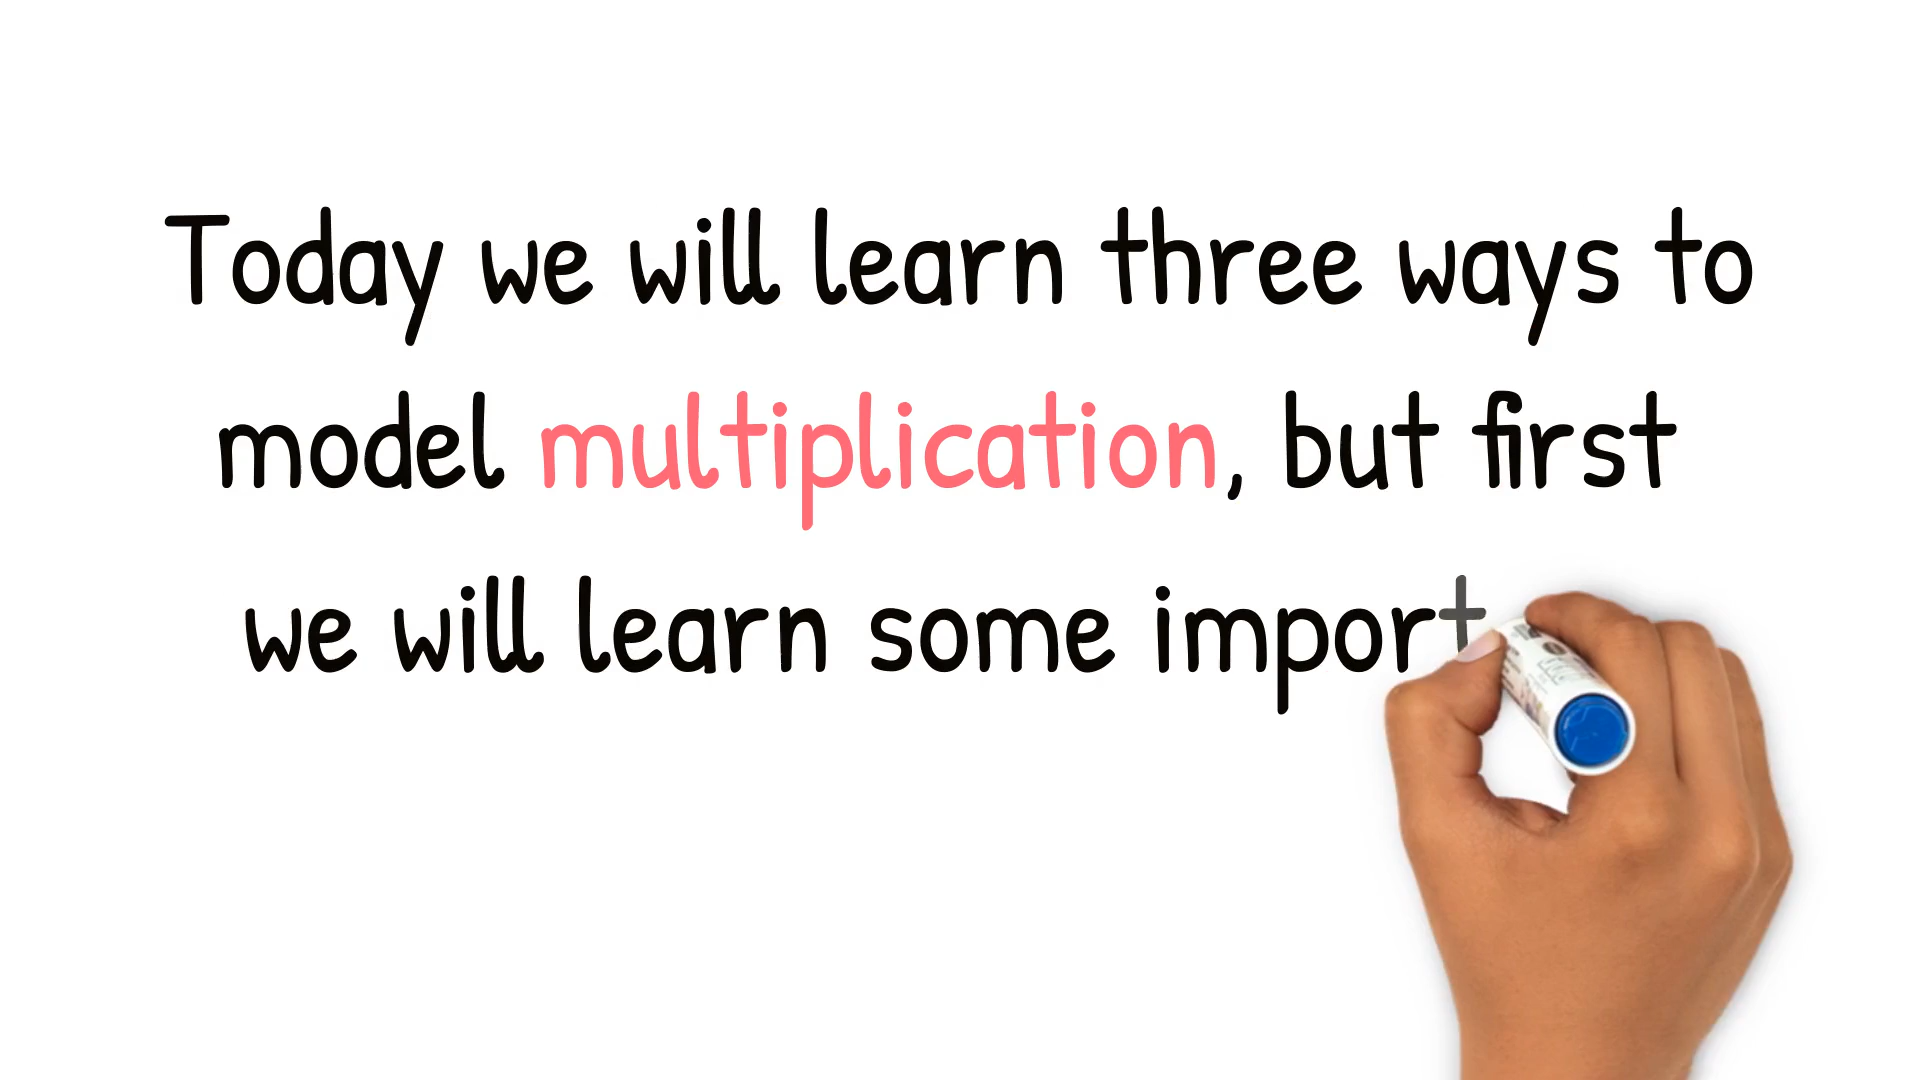 Today we will learn three ways to
model multiplication, but first
we will learn some import